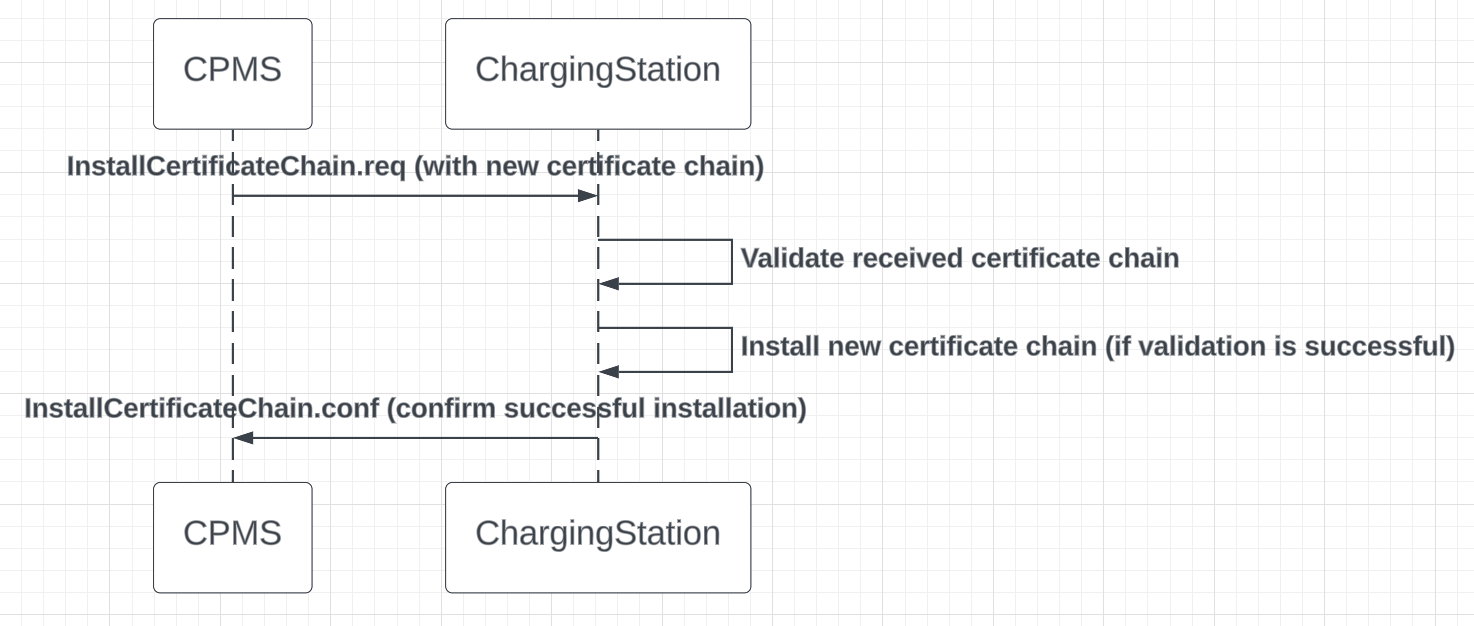 CPMS
ChargingStation
InstallCertificateChain.req (with new certificate chain)
Validate received certificate chain
Install new certificate chain (if validation is successful)
InstallCertificateChain.conf (confirm successful installation)
CPMS
ChargingStation